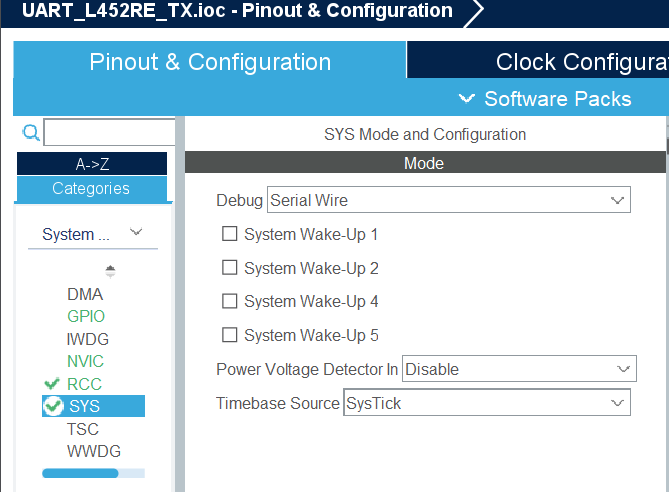 UART_L452RE_TX.ioc - Pinout & Configuration
Pinout & Configuration
Clock Configura
Software Packs
SYS Mode and Configuration
A->Z
Mode
Categories
Debug Serial Wire
System ...
System Wake-Up 1
System Wake-Up 2
System Wake-Up 4
System Wake-Up 5
DMA
GPIO
IWDG
NVIC
RCC
SYS
TSC
WWDG
Power Voltage Detector In Disable
Timebase Source SysTick